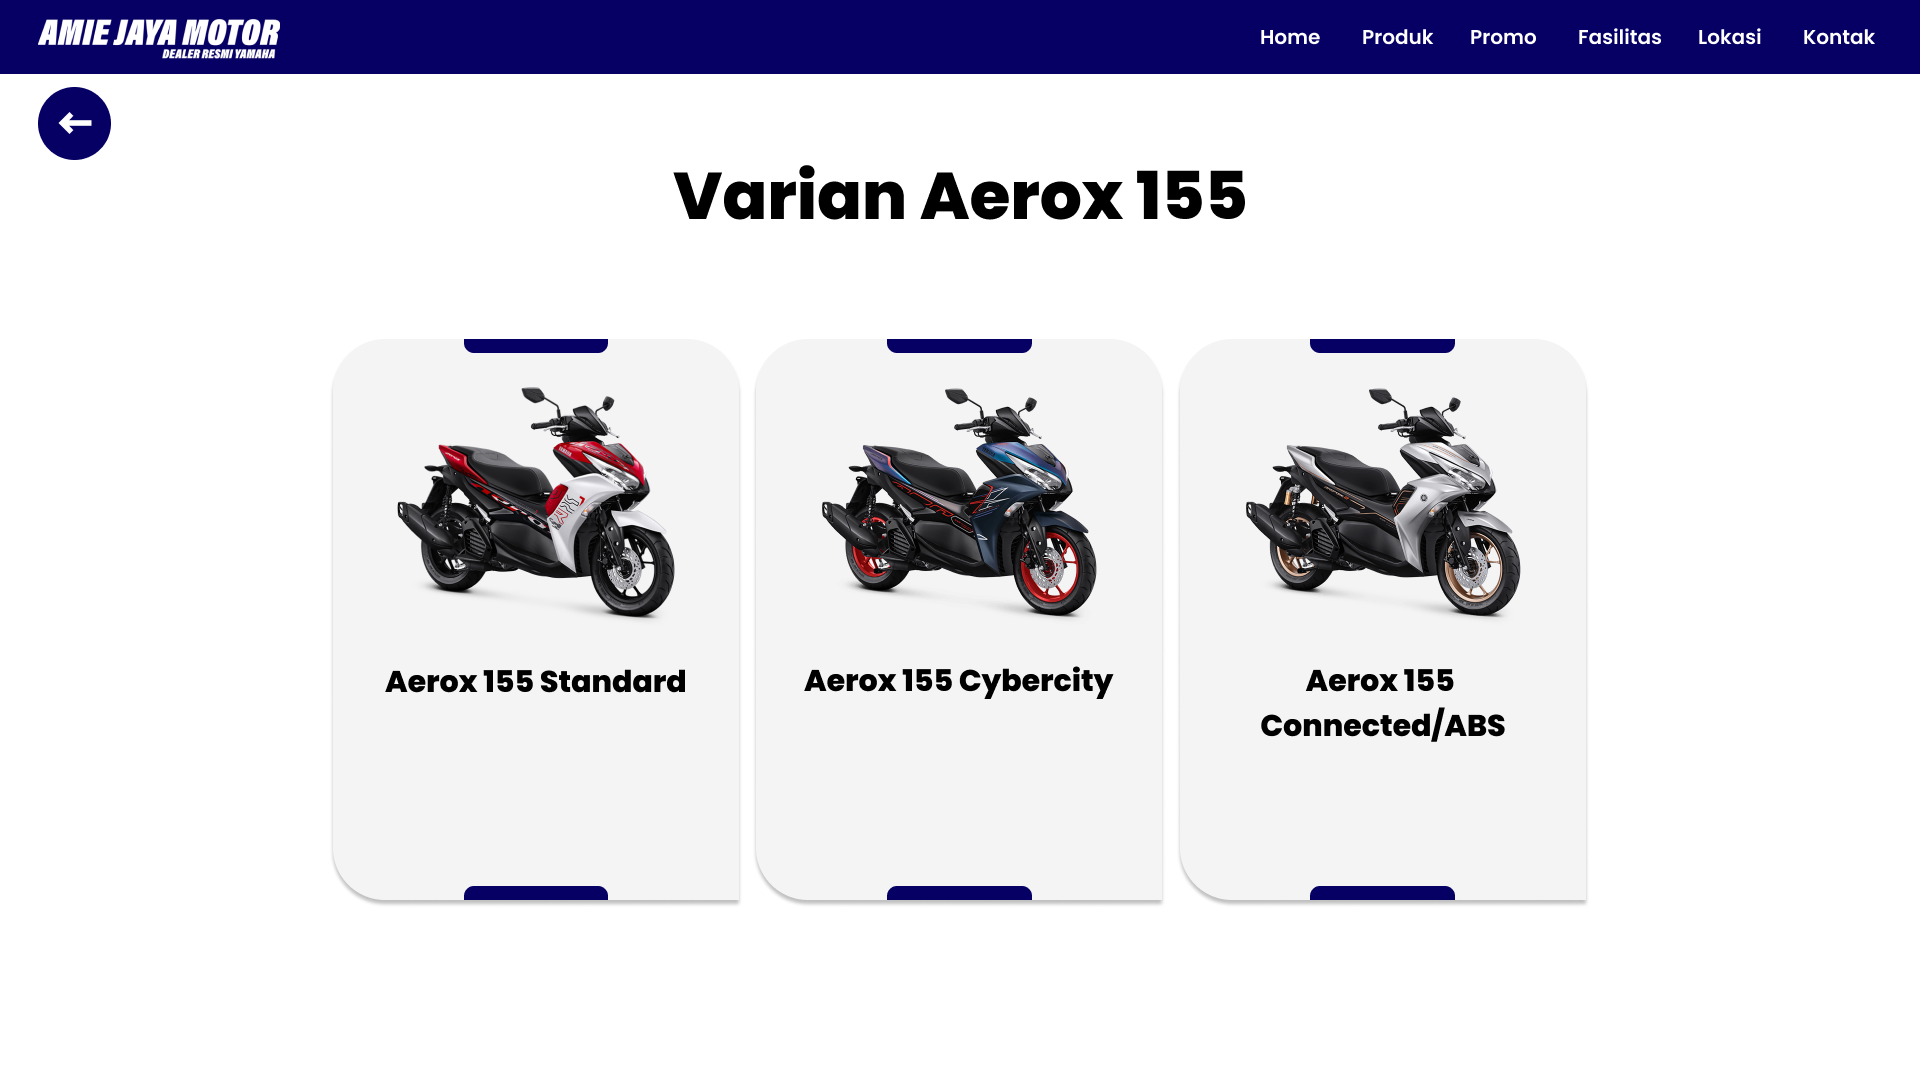 AMIE JAYA MOTOR
DEALER RESMI YAMAHA
Home Produk Promo Fasilitas Lokasi Kontak
Varian Aerox 155
Aerox 155 Standard
Aerox 155 Cybercity
Aerox 155
Connected/ABS